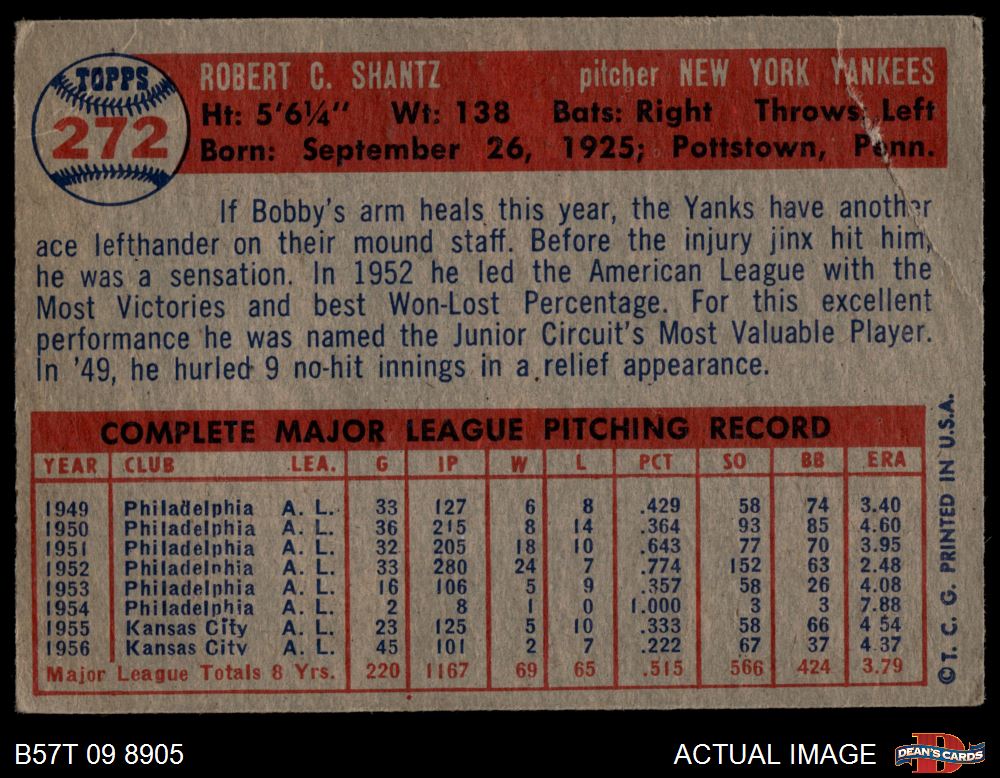 TOPPS
272
ROBERT C. SHANTZ pitcher NEW YORK YANKEES
Ht: 5'6¼" Wt: 138 Bats: Right Throws: Left
Born: September 26, 1925; Pottstown, Penn.
If Bobby's arm heals this year, the Yanks have another
ace lefthander on their mound staff. Before the injury jinx hit him,
he was a sensation. In 1952 he led the American League with the
Most Victories and best Won-Lost Percentage. For this excellent
performance he was named the Junior Circuit's Most Valuable Player.
In '49, he hurled 9 no-hit innings in a relief appearance.
COMPLETE MAJOR LEAGUE PITCHING RECORD
YEAR CLUB LEA. G IP W L PCT SO BB ERA
1949 Philadelphia A. L. 33 127 6 8 .429 58 74 3.40
1950 Philadelphia A. L. 36 215 8 14 .364 93 85 4.60
1951 Philadelphia A. L. 32 205 18 10 .643 77 70 3.95
1952 Philadelphia A. L. 33 280 24 7 .774 152 63 2.48
1953 Philadelphia A. L. 16 106 5 9 .357 58 26 4.08
1954 Philadelphia A. L. 2 8 1 0 1.000 3 3 7.88
1955 Kansas City A. L. 23 125 5 10 .333 58 66 4.54
1956 Kansas City A. L. 45 101 2 7 .222 67 37 4.37
Major League Totals 8 Yrs. 220 1167 69 65 .515 566 424 3.79
©T. C. G. PRINTED IN U.S.A.
B57T 09 8905 ACTUAL IMAGE DEAN'S CARDS